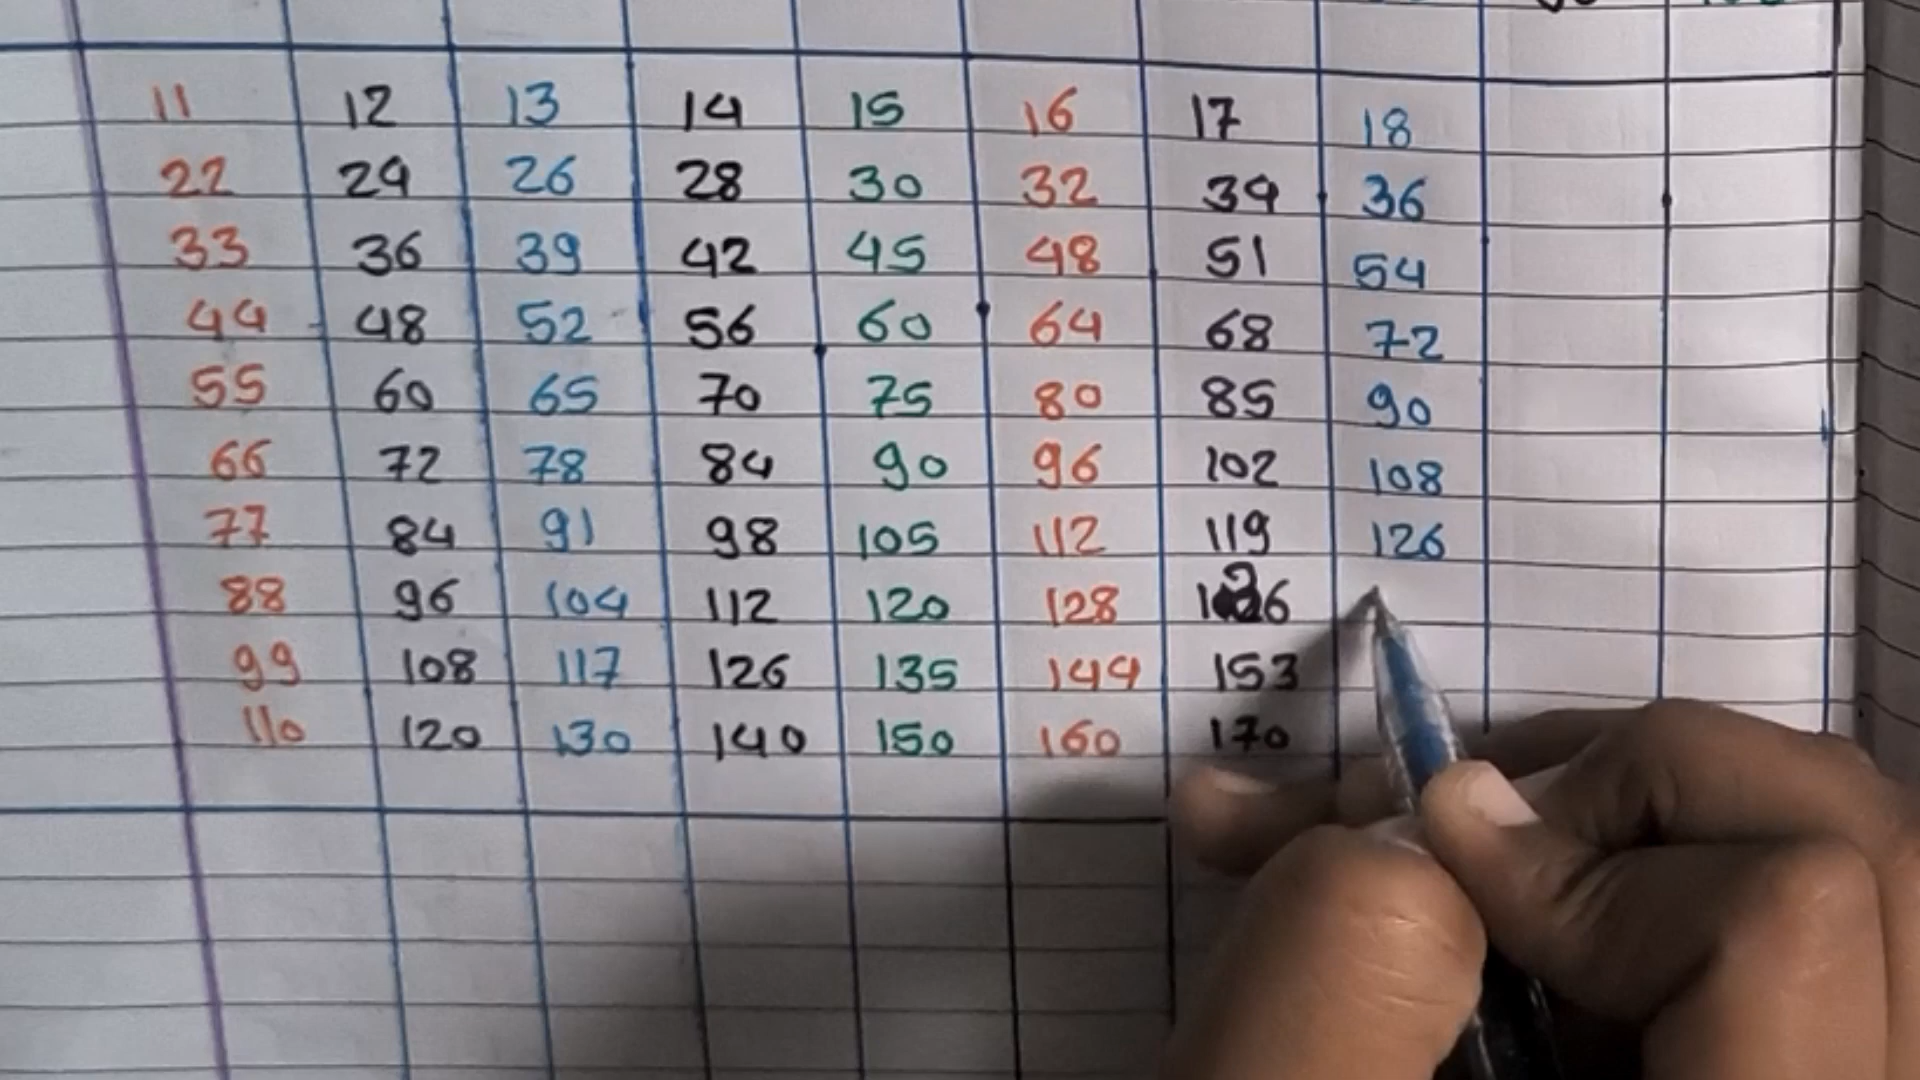 11 12 13 14 15 16 17 18
22 24 26 28 30 32 34 36
33 36 39 42 45 48 51 54
44 48 52 56 60 64 68 72
55 60 65 70 75 80 85 90
66 72 78 84 90 96 102 108
77 84 91 98 105 112 119 126
88 96 104 112 120 128
99 108 117 126 135 144 153
110 120 130 140 150 160 170